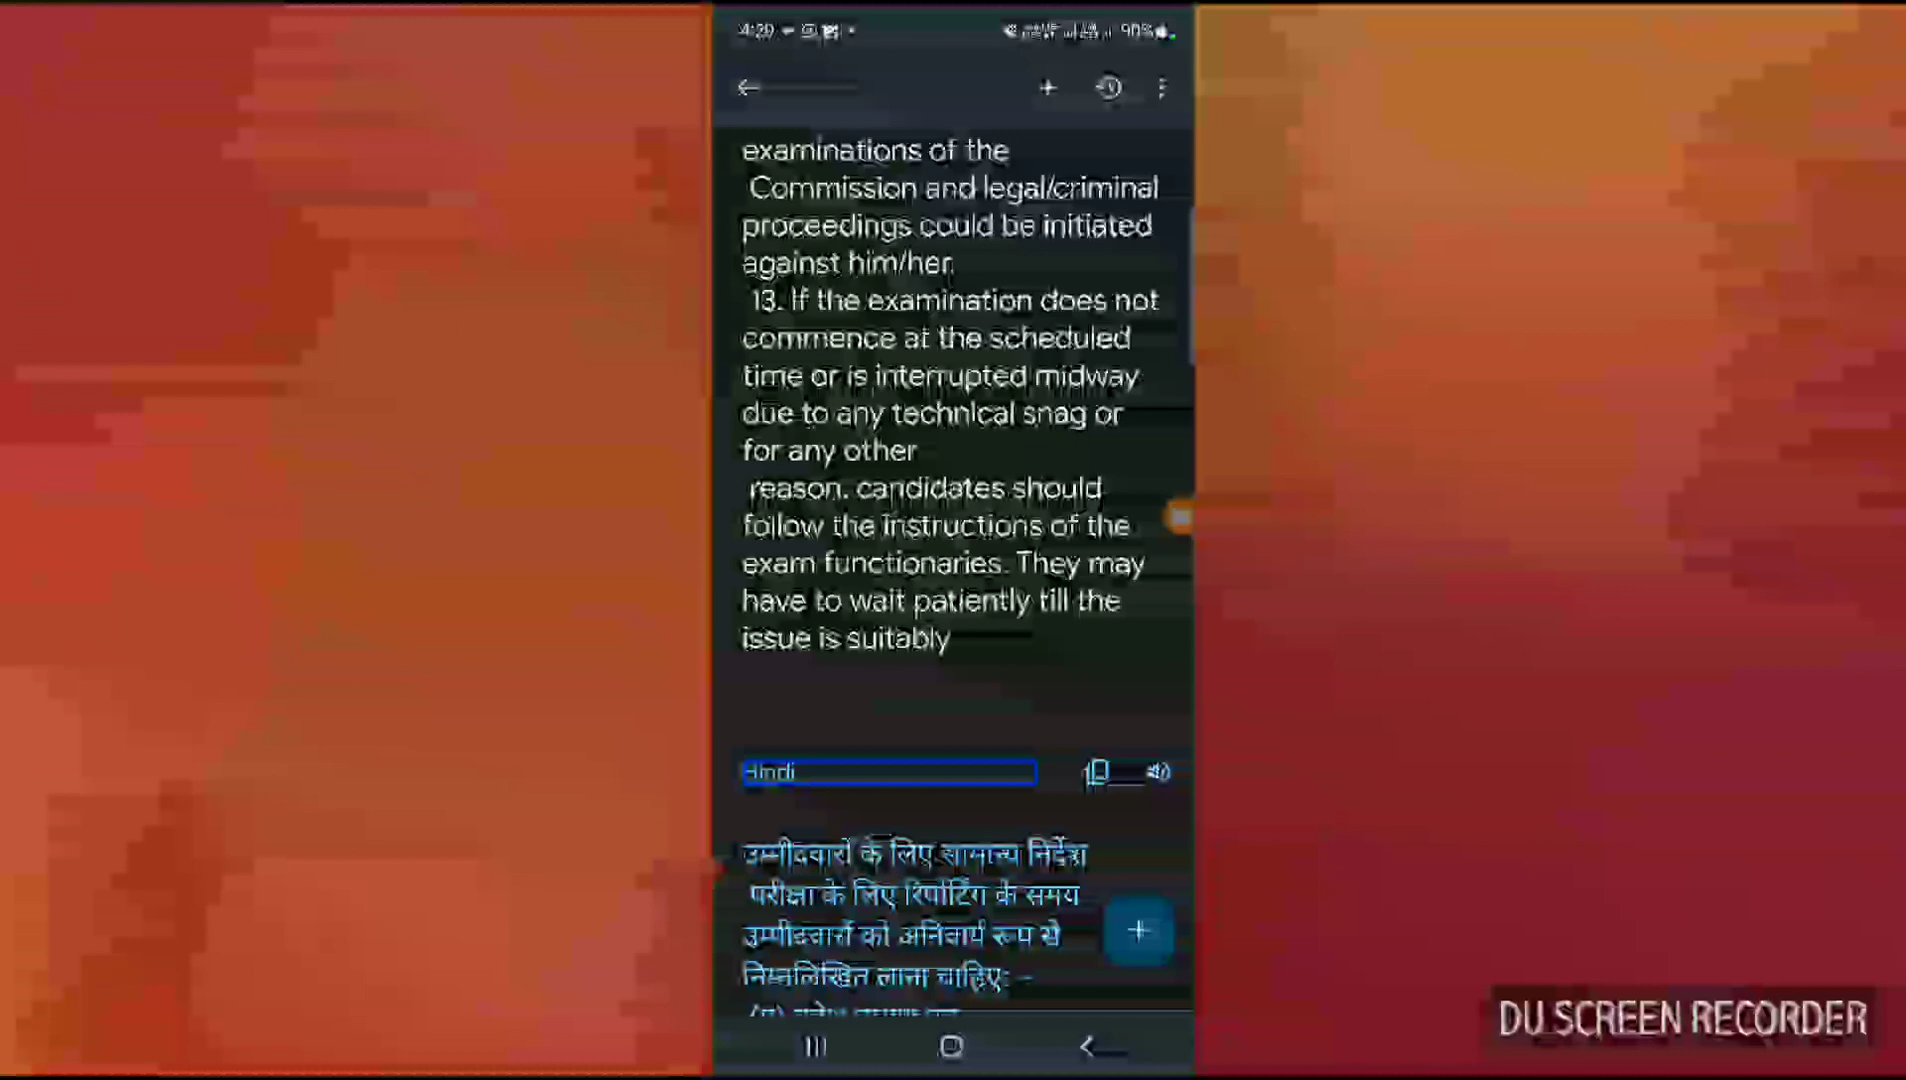 4:20
90%
examinations of the
Commission and legal/criminal
proceedings could be initiated
against him/her.
13. If the examination does not
commence at the scheduled
time or is interrupted midway
due to any technical snag or
for any other
reason. candidates should
follow the instructions of the
exam functionaries. They may
have to wait patiently till the
issue is suitably
Hindi
उम्मीदवारों के लिए सामान्य निर्देश
परीक्षा के लिए रिपोर्टिंग के समय
उम्मीदवारों को अनिवार्य रूप से
निम्नलिखित लाना चाहिए: -
DU SCREEN RECORDER